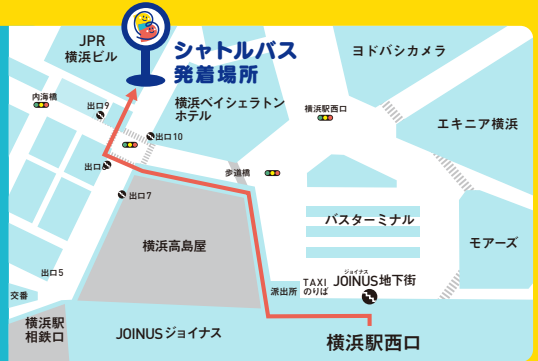 JPR
横浜ビル
シャトルバス
発着場所
ヨドバシカメラ
内海橋
出口9
横浜ベイシェラトン
ホテル
横浜駅西口
出口10
エキニア横浜
出口
歩道橋
出口7
バスターミナル
横浜高島屋
モアーズ
出口5
交番
派出所
TAXI
のりば
ジョイナス
JOINUS地下街
横浜駅
相鉄口
JOINUSジョイナス
横浜駅西口